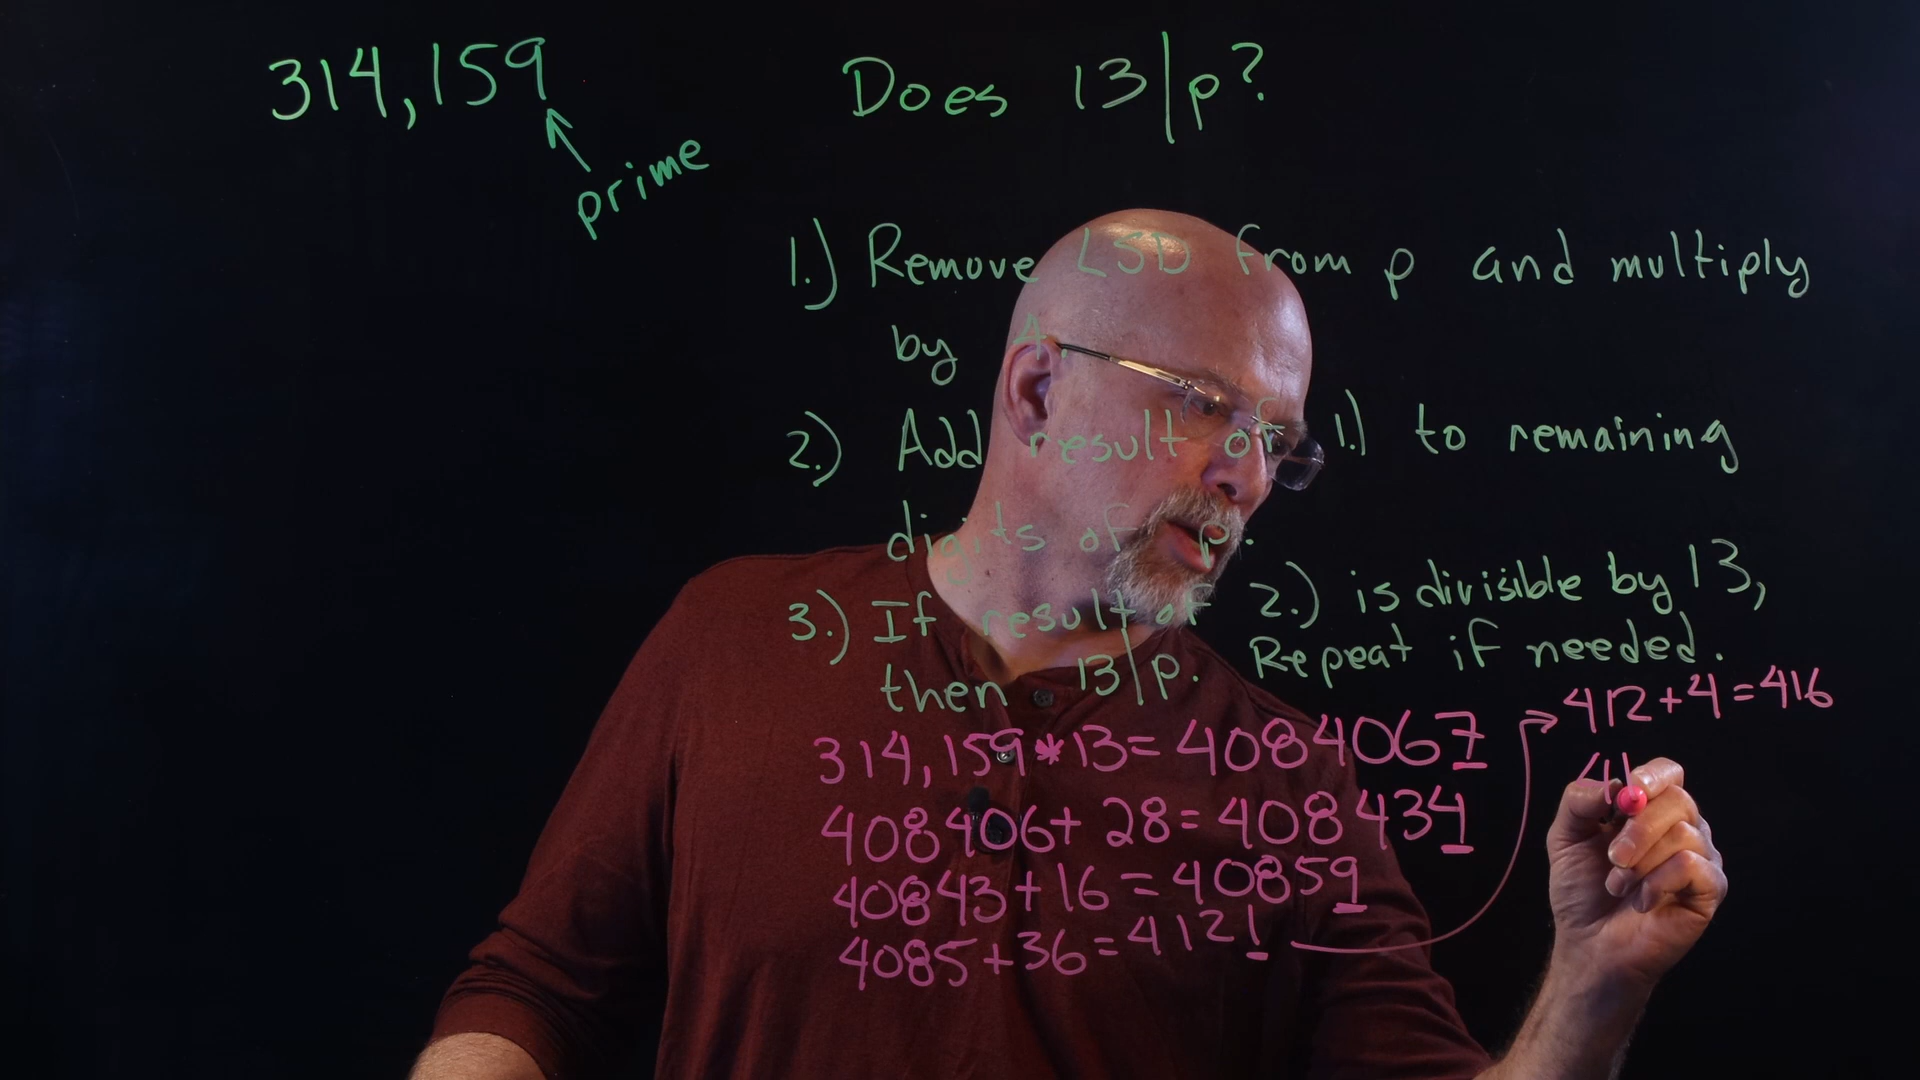 314,159
prime
Does 13|p?
1.) Remove LSD from p and multiply
by 4.
2.) Add result of 1.) to remaining
digits of p.
3.) If result of 2.) is divisible by 13,
then 13|p. Repeat if needed.
314,159*13=4084067
408406+28=408434
40843+16=40859
4085+36=4121
412+4=416
41